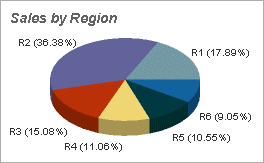 Sales by Region
R2 (36.38%)
R1 (17.89%)
R6 (9.05%)
R3 (15.08%)
R5 (10.55%)
R4 (11.06%)